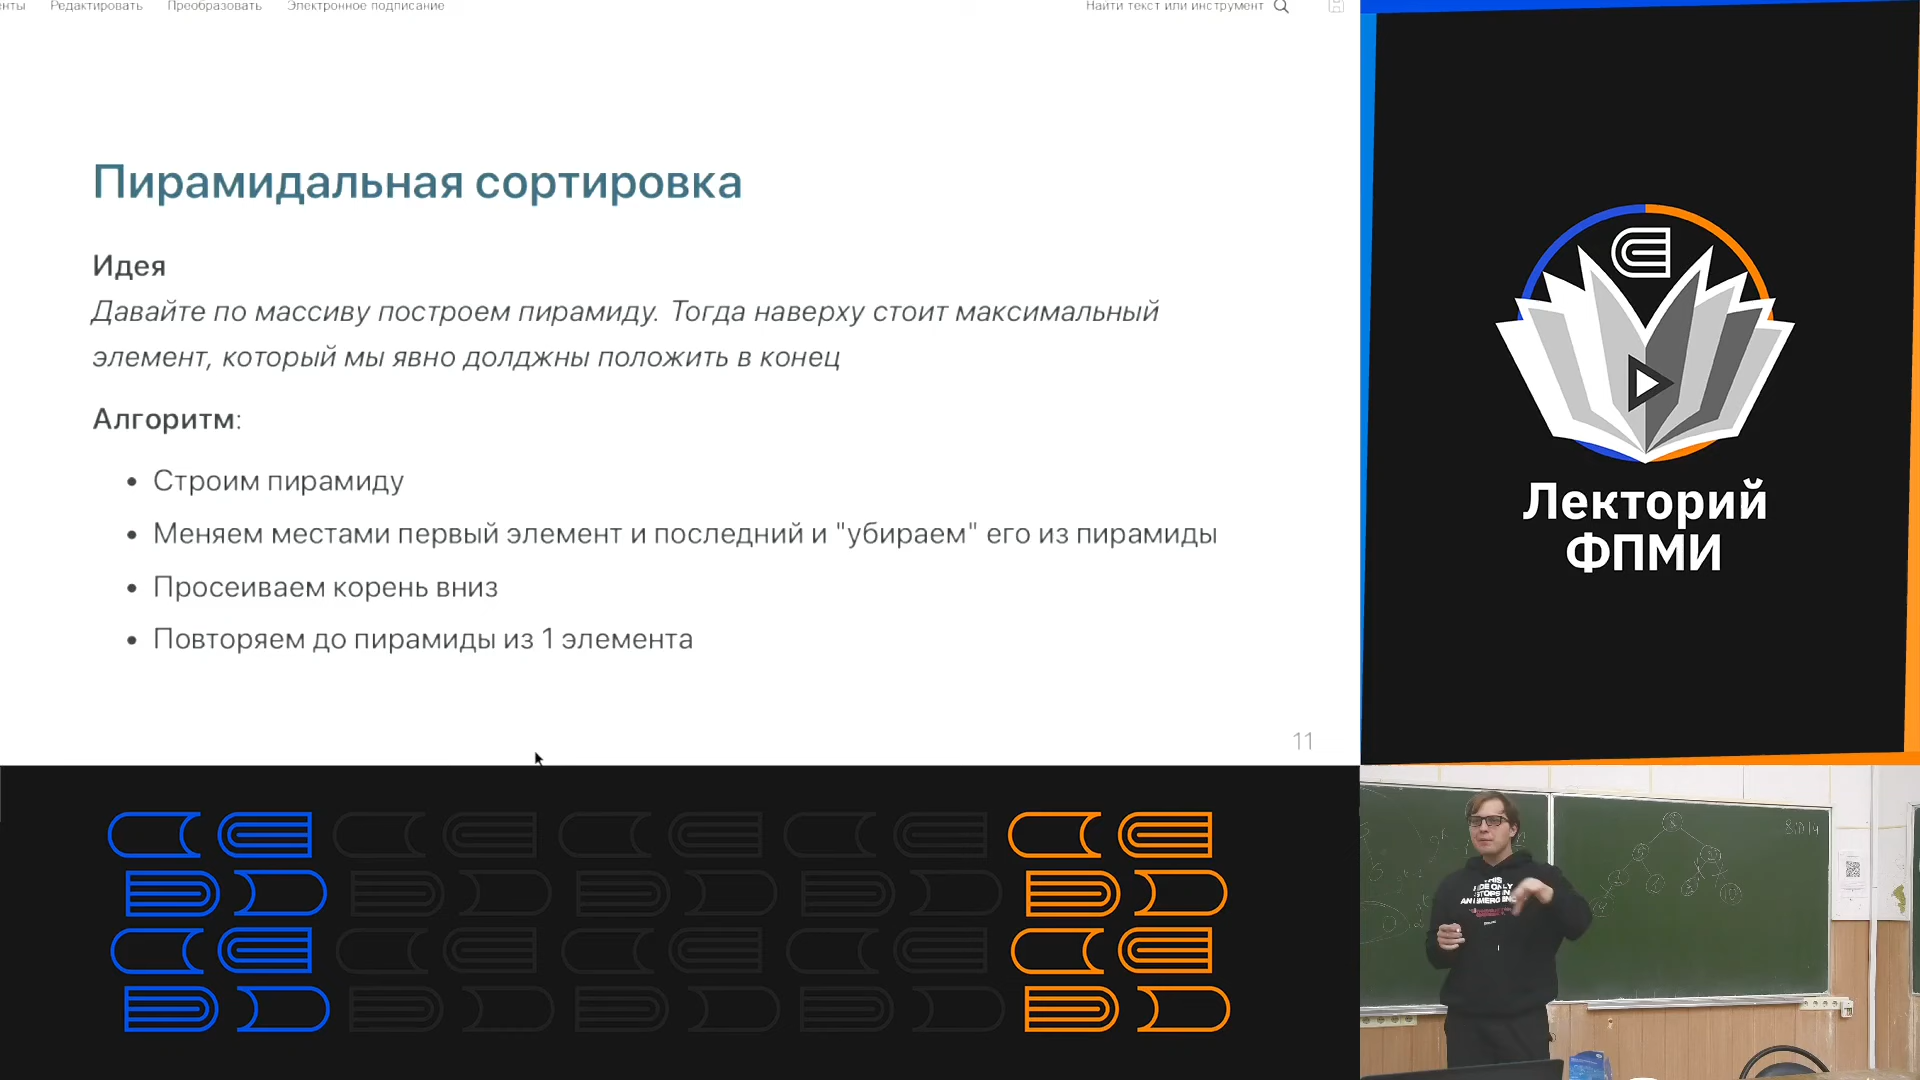 Редактировать
Преобразовать
Электронное подписание
Найти текст или инструмент
Пирамидальная сортировка
Идея
Давайте по массиву построем пирамиду. Тогда наверху стоит максимальный
элемент, который мы явно долджны положить в конец
Алгоритм:
• Строим пирамиду
• Меняем местами первый элемент и последний и "убираем" его из пирамиды
• Просеиваем корень вниз
• Повторяем до пирамиды из 1 элемента
11
Лекторий
ФПМИ